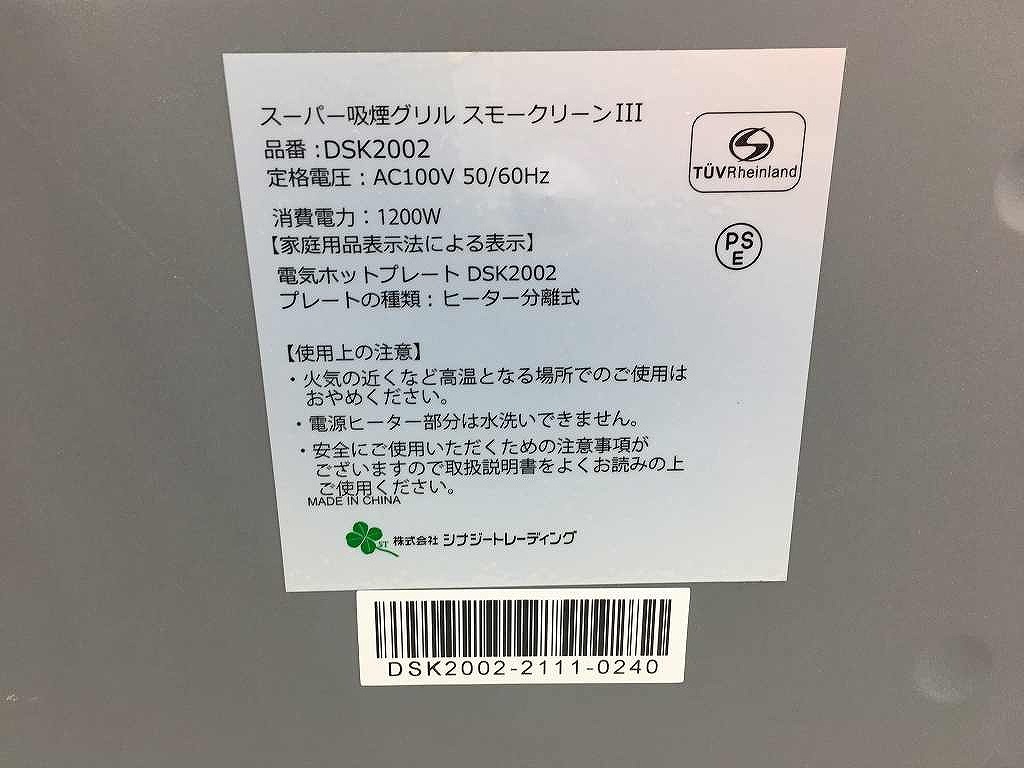 スーパー吸煙グリル スモークリーンIII
品番:DSK2002
定格電圧：AC100V 50/60Hz
消費電力：1200W
【家庭用品表示法による表示】
電気ホットプレート DSK2002
プレートの種類：ヒーター分離式
TÜVRheinland
PS
E
【使用上の注意】
・火気の近くなど高温となる場所でのご使用は
おやめください。
・電源ヒーター部分は水洗いできません。
・安全にご使用いただくための注意事項が
ございますので取扱説明書をよくお読みの上
ご使用ください。
MADE IN CHINA
ST 株式会社 シナジートレーディング
DSK2002-2111-0240